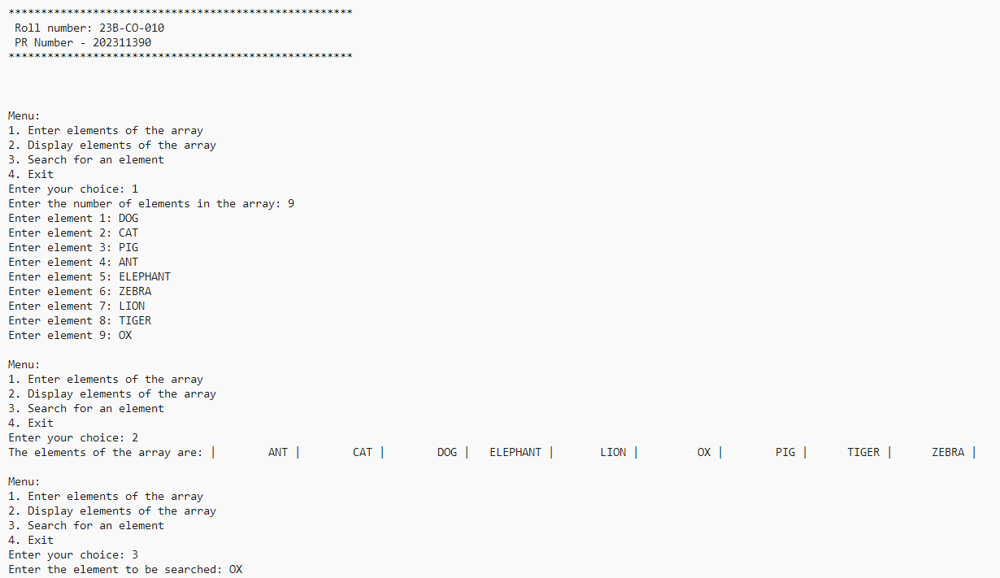 *****************************************************
Roll number: 23B-CO-010
PR Number - 202311390
*****************************************************
Menu:
1. Enter elements of the array
2. Display elements of the array
3. Search for an element
4. Exit
Enter your choice: 1
Enter the number of elements in the array: 9
Enter element 1: DOG
Enter element 2: CAT
Enter element 3: PIG
Enter element 4: ANT
Enter element 5: ELEPHANT
Enter element 6: ZEBRA
Enter element 7: LION
Enter element 8: TIGER
Enter element 9: OX
Menu:
1. Enter elements of the array
2. Display elements of the array
3. Search for an element
4. Exit
Enter your choice: 2
The elements of the array are: |        ANT |        CAT |        DOG |   ELEPHANT |       LION |         OX |        PIG |      TIGER |      ZEBRA |
Menu:
1. Enter elements of the array
2. Display elements of the array
3. Search for an element
4. Exit
Enter your choice: 3
Enter the element to be searched: OX